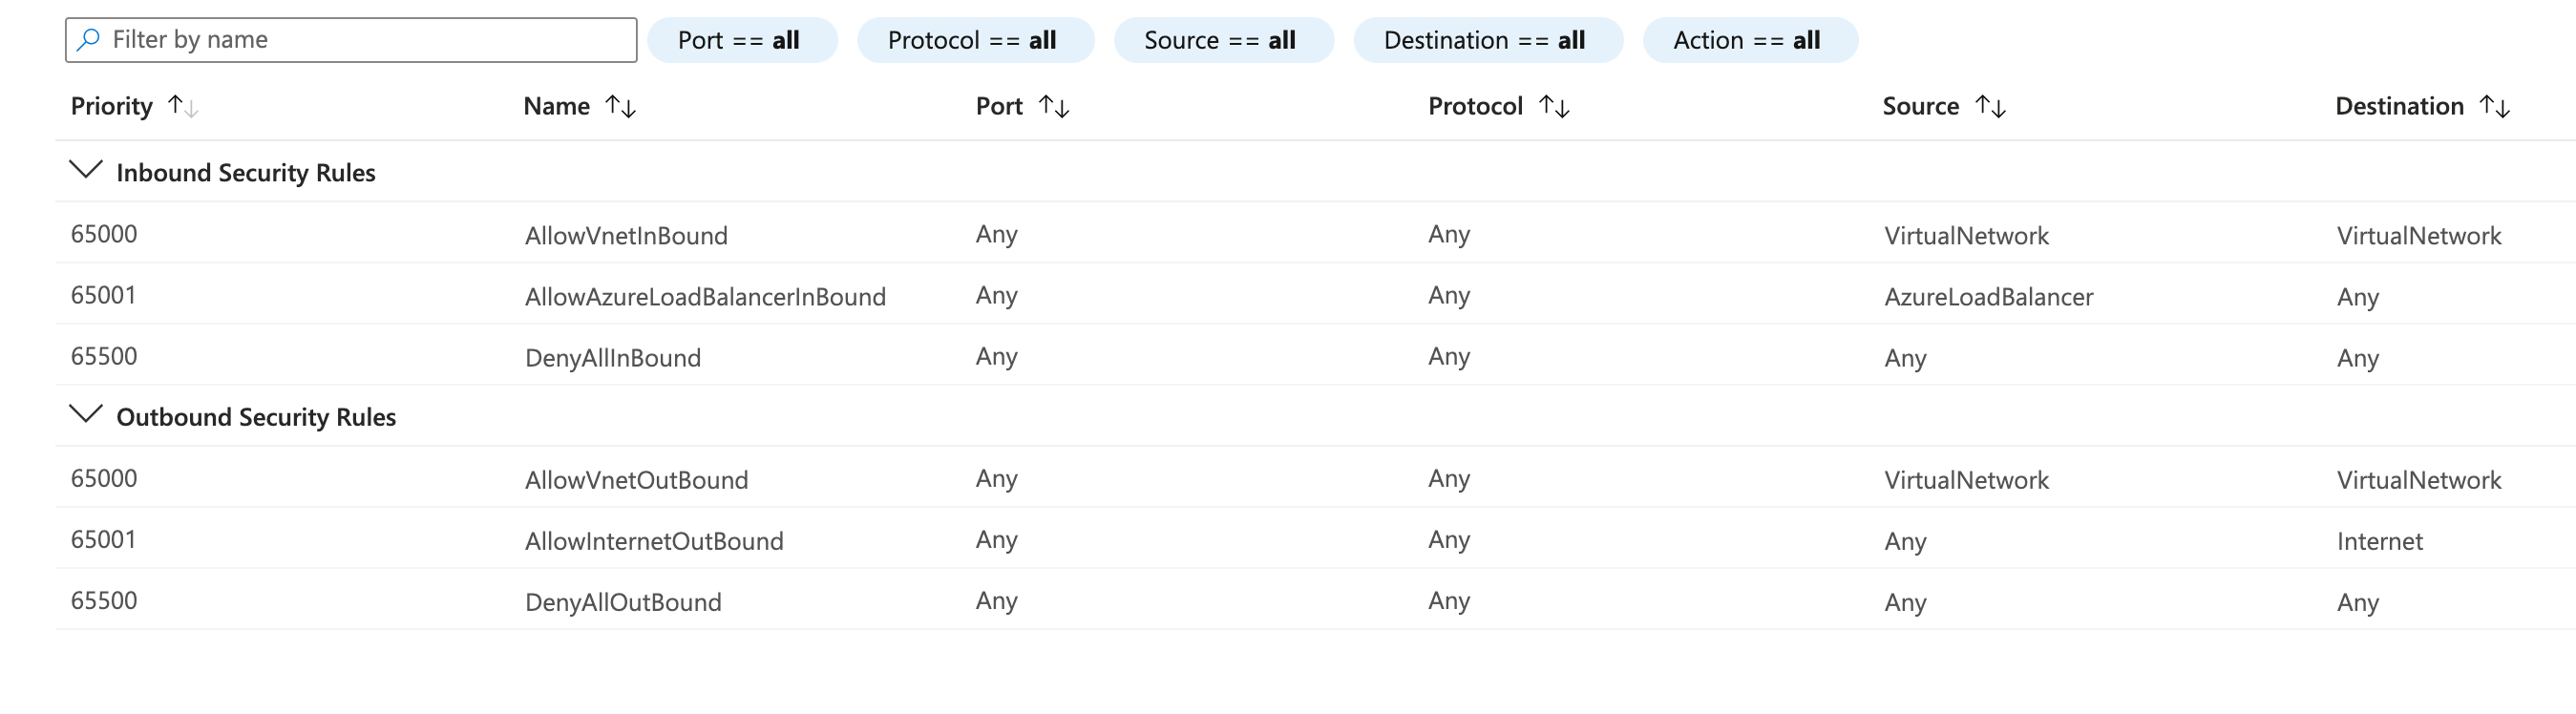 Filter by name Port == all Protocol == all Source == all Destination == all Action == all
Priority ↑↓ Name ↑↓ Port ↑↓ Protocol ↑↓ Source ↑↓ Destination ↑↓
Inbound Security Rules
65000 AllowVnetInBound Any Any VirtualNetwork VirtualNetwork
65001 AllowAzureLoadBalancerInBound Any Any AzureLoadBalancer Any
65500 DenyAllInBound Any Any Any Any
Outbound Security Rules
65000 AllowVnetOutBound Any Any VirtualNetwork VirtualNetwork
65001 AllowInternetOutBound Any Any Any Internet
65500 DenyAllOutBound Any Any Any Any